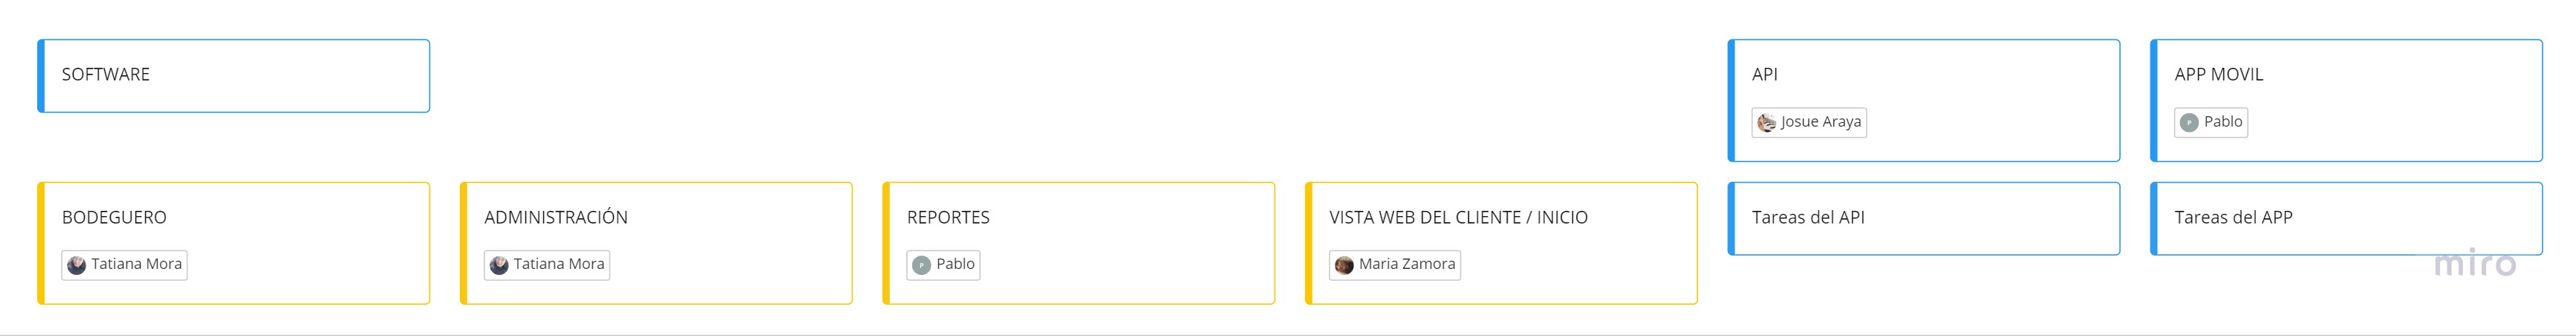 SOFTWARE
API
Josue Araya
APP MOVIL
P Pablo
BODEGUERO
Tatiana Mora
ADMINISTRACIÓN
Tatiana Mora
REPORTES
P Pablo
VISTA WEB DEL CLIENTE / INICIO
Maria Zamora
Tareas del API
Tareas del APP
miro